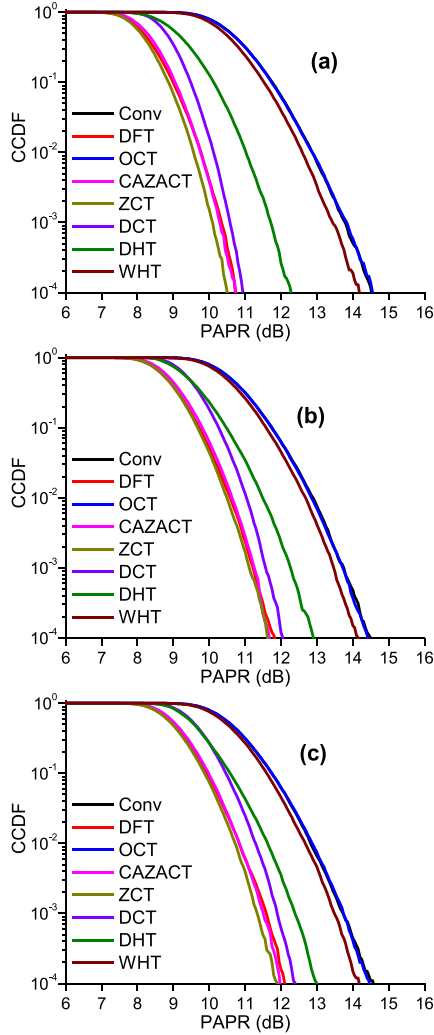 10⁰
(a)
10⁻¹
CCDF
10⁻²
10⁻³
10⁻⁴
Conv
DFT
OCT
CAZACT
ZCT
DCT
DHT
WHT
6 7 8 9 10 11 12 13 14 15 16
PAPR (dB)
10⁰
(b)
10⁻¹
CCDF
10⁻²
10⁻³
10⁻⁴
Conv
DFT
OCT
CAZACT
ZCT
DCT
DHT
WHT
6 7 8 9 10 11 12 13 14 15 16
PAPR (dB)
10⁰
(c)
10⁻¹
CCDF
10⁻²
10⁻³
10⁻⁴
Conv
DFT
OCT
CAZACT
ZCT
DCT
DHT
WHT
6 7 8 9 10 11 12 13 14 15 16
PAPR (dB)